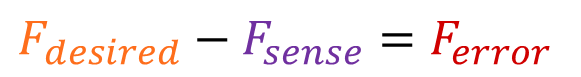 F_desired − F_sense = F_error